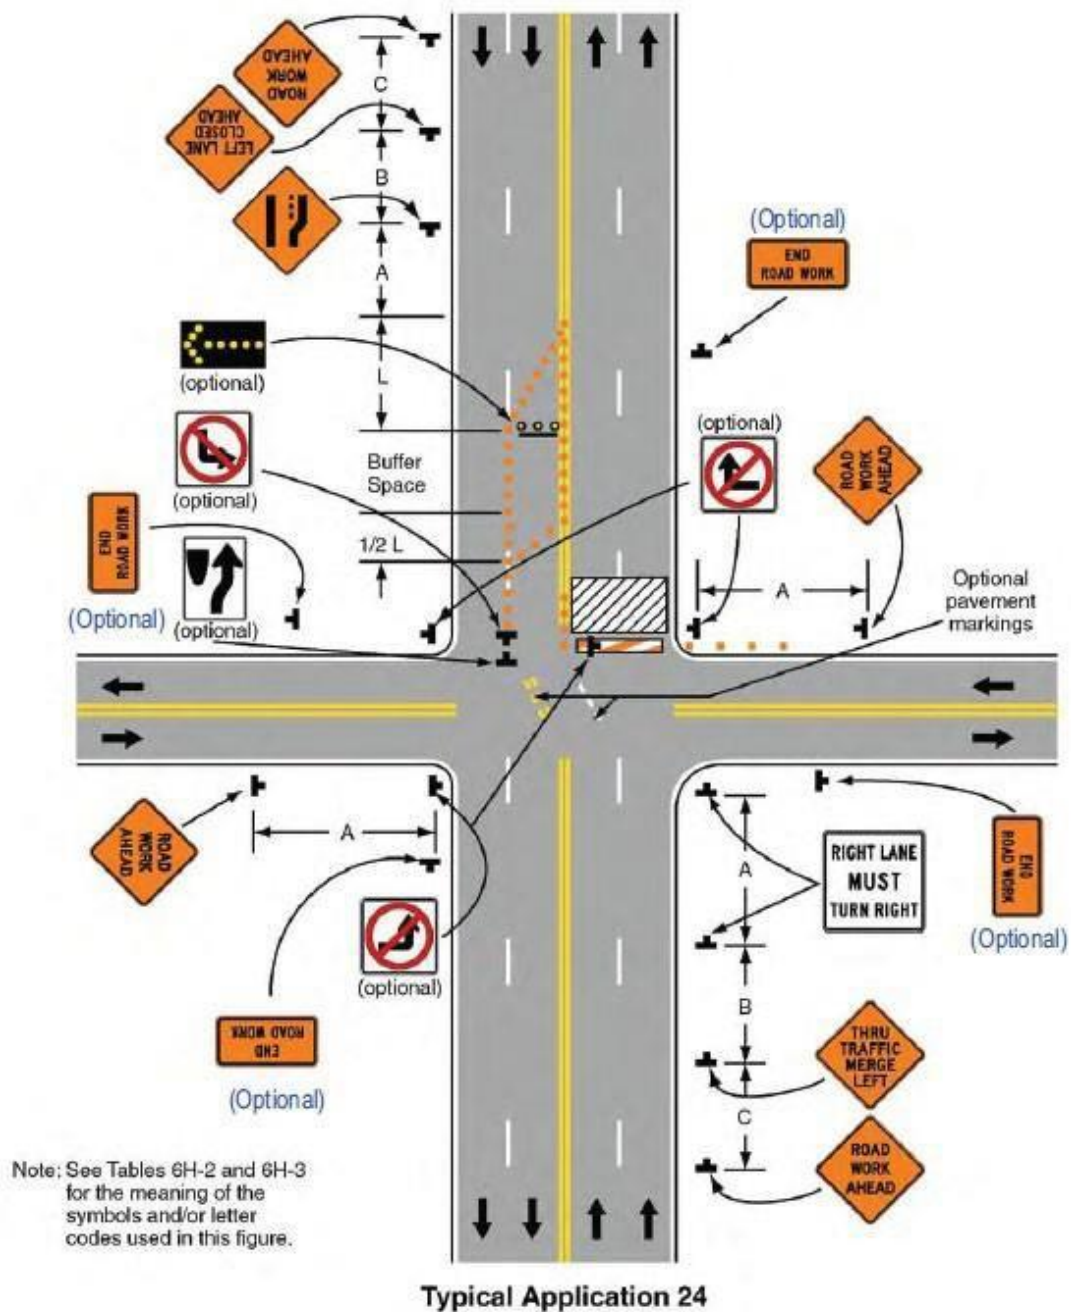 ROAD
WORK
AHEAD
LEFT LANE
CLOSED
AHEAD
C
B
A
L
(optional)
(optional)
Buffer
Space
1/2 L
END
ROAD WORK
(Optional)
(optional)
(Optional)
END
ROAD WORK
(optional)
ROAD
WORK
AHEAD
A
Optional
pavement
markings
ROAD
WORK
AHEAD
A
(optional)
END
ROAD WORK
(Optional)
A
RIGHT LANE
MUST
TURN RIGHT
END
ROAD WORK
(Optional)
B
THRU
TRAFFIC
MERGE
LEFT
C
ROAD
WORK
AHEAD
Note: See Tables 6H-2 and 6H-3
for the meaning of the
symbols and/or letter
codes used in this figure.
Typical Application 24